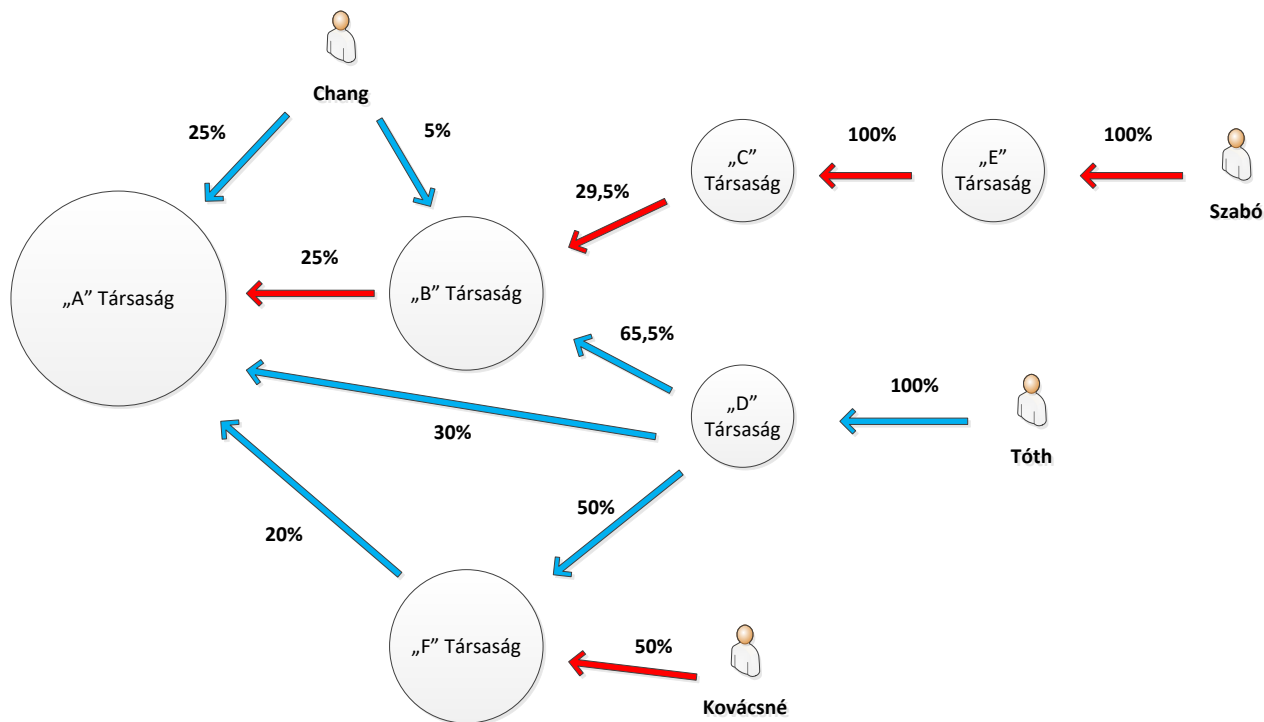 Chang
25%
5%
„C”
Társaság
100%
„E”
Társaság
100%
Szabó
29,5%
25%
„A” Társaság
„B” Társaság
65,5%
„D”
Társaság
100%
Tóth
30%
50%
20%
„F” Társaság
50%
Kovácsné